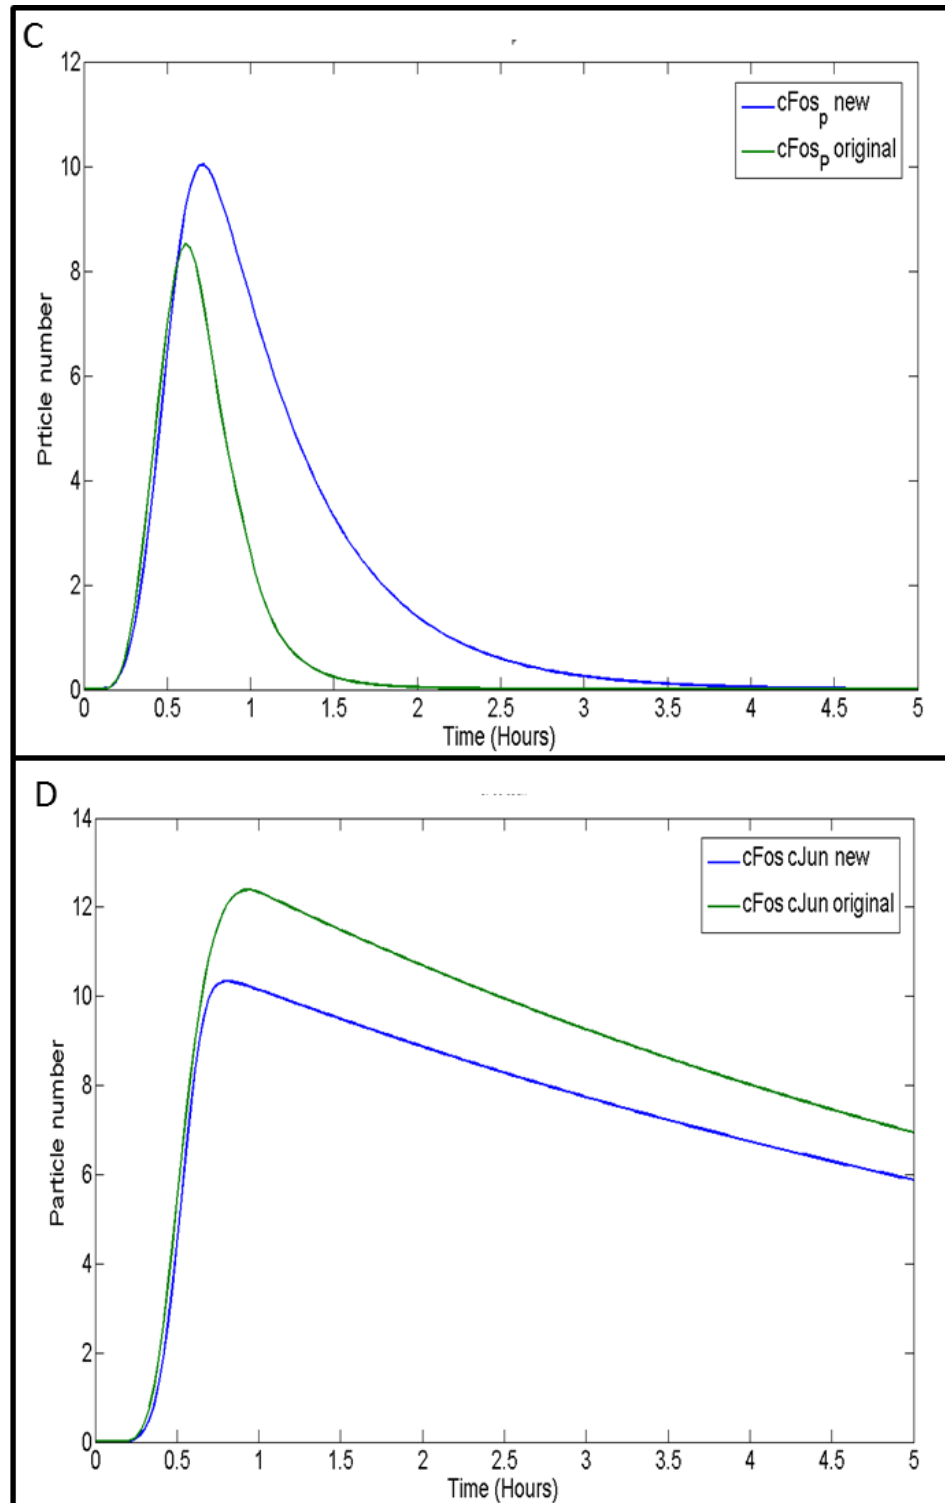 C
12
10
8
6
4
2
0
Prticle number
cFosp new
cFosp original
0 0.5 1 1.5 2 2.5 3 3.5 4 4.5 5
Time (Hours)
D
14
12
10
8
6
4
2
0
Particle number
cFos cJun new
cFos cJun original
0 0.5 1 1.5 2 2.5 3 3.5 4 4.5 5
Time (Hours)